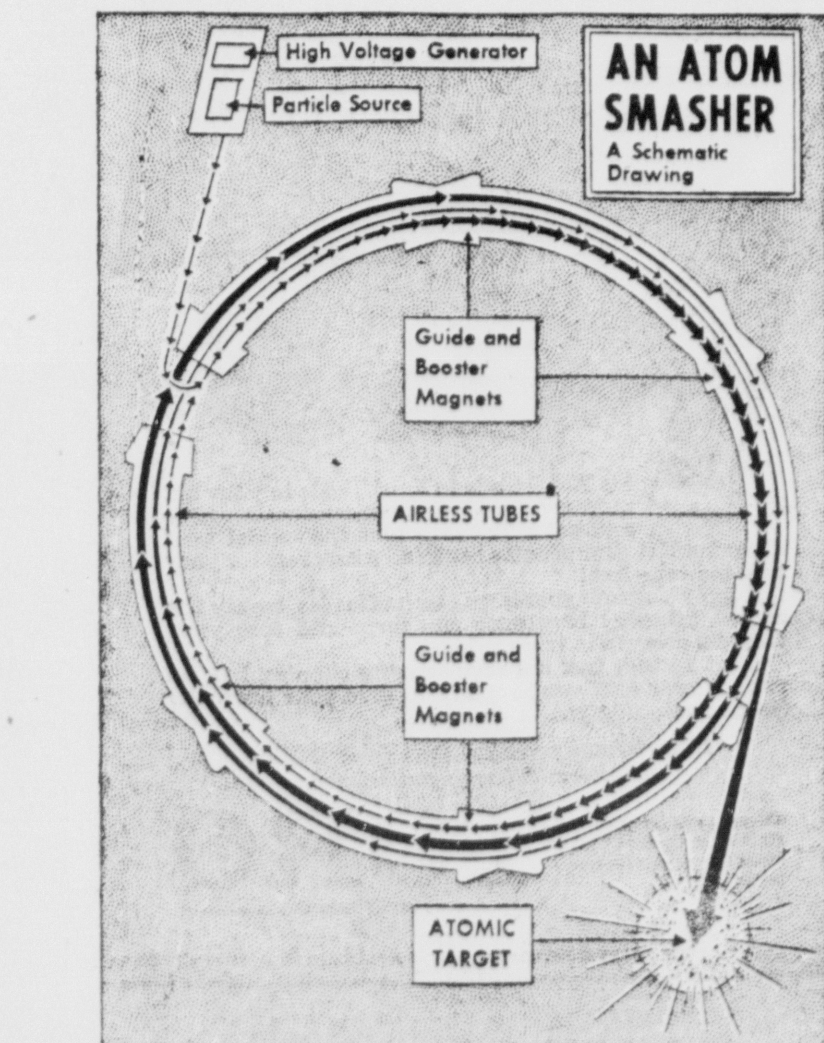 High Voltage Generator
Particle Source
AN ATOM
SMASHER
A Schematic
Drawing
Guide and
Booster
Magnets
AIRLESS TUBES
Guide and
Booster
Magnets
ATOMIC
TARGET